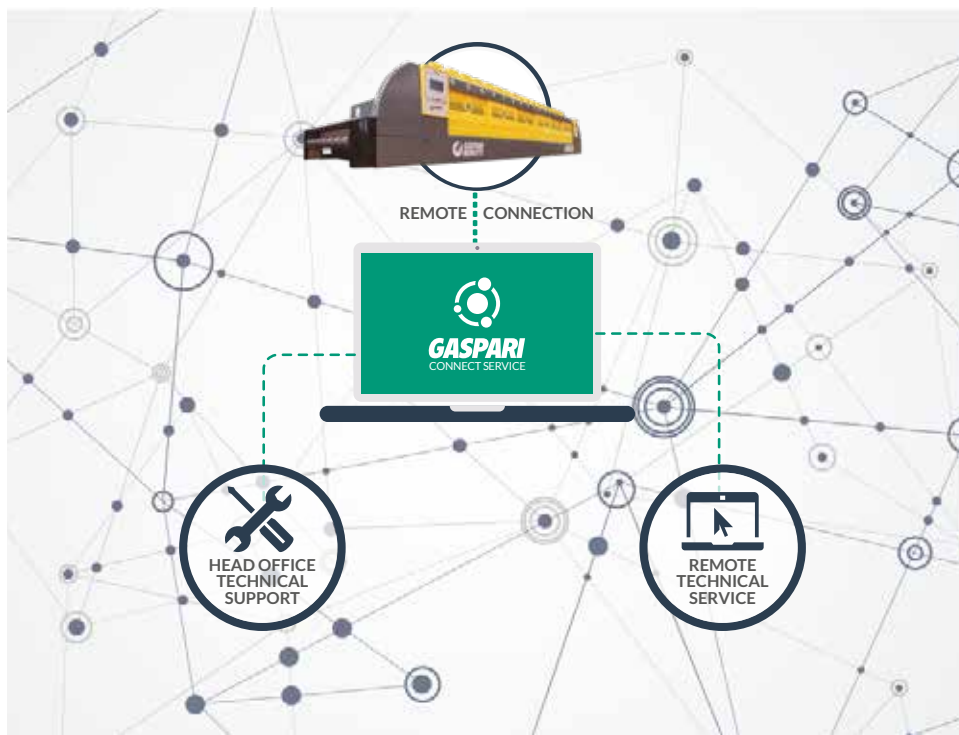 REMOTE CONNECTION
GASPARI
CONNECT SERVICE
HEAD OFFICE
TECHNICAL
SUPPORT
REMOTE
TECHNICAL
SERVICE